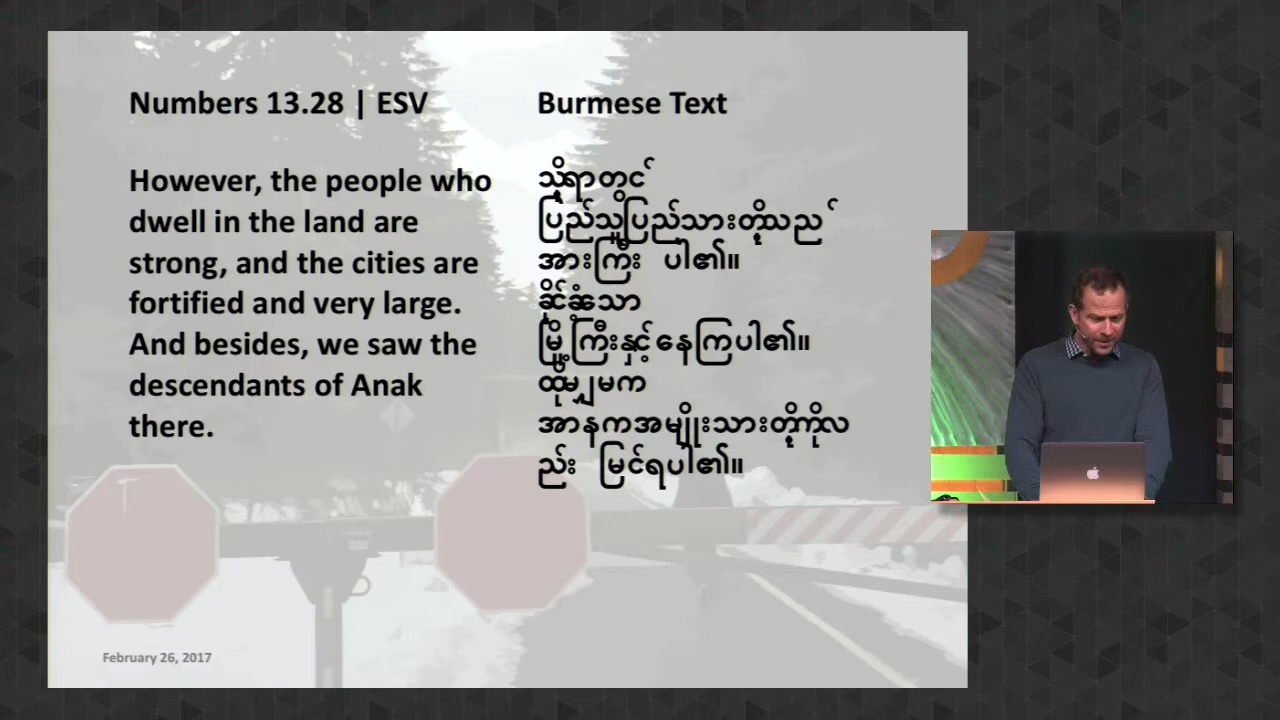 Numbers 13.28 | ESV
However, the people who
dwell in the land are
strong, and the cities are
fortified and very large.
And besides, we saw the
descendants of Anak
there.
Burmese Text
သို့ရာတွင်
ပြည်သူပြည်သားတို့သည်
အားကြီး ပါ၏။
ခိုင်ခံ့သော
မြို့ကြီးနှင့်နေကြပါ၏။
ထိုမျှမက
အာနကအမျိုးသားတို့ကိုလ
ည်း မြင်ရပါ၏။
February 26, 2017